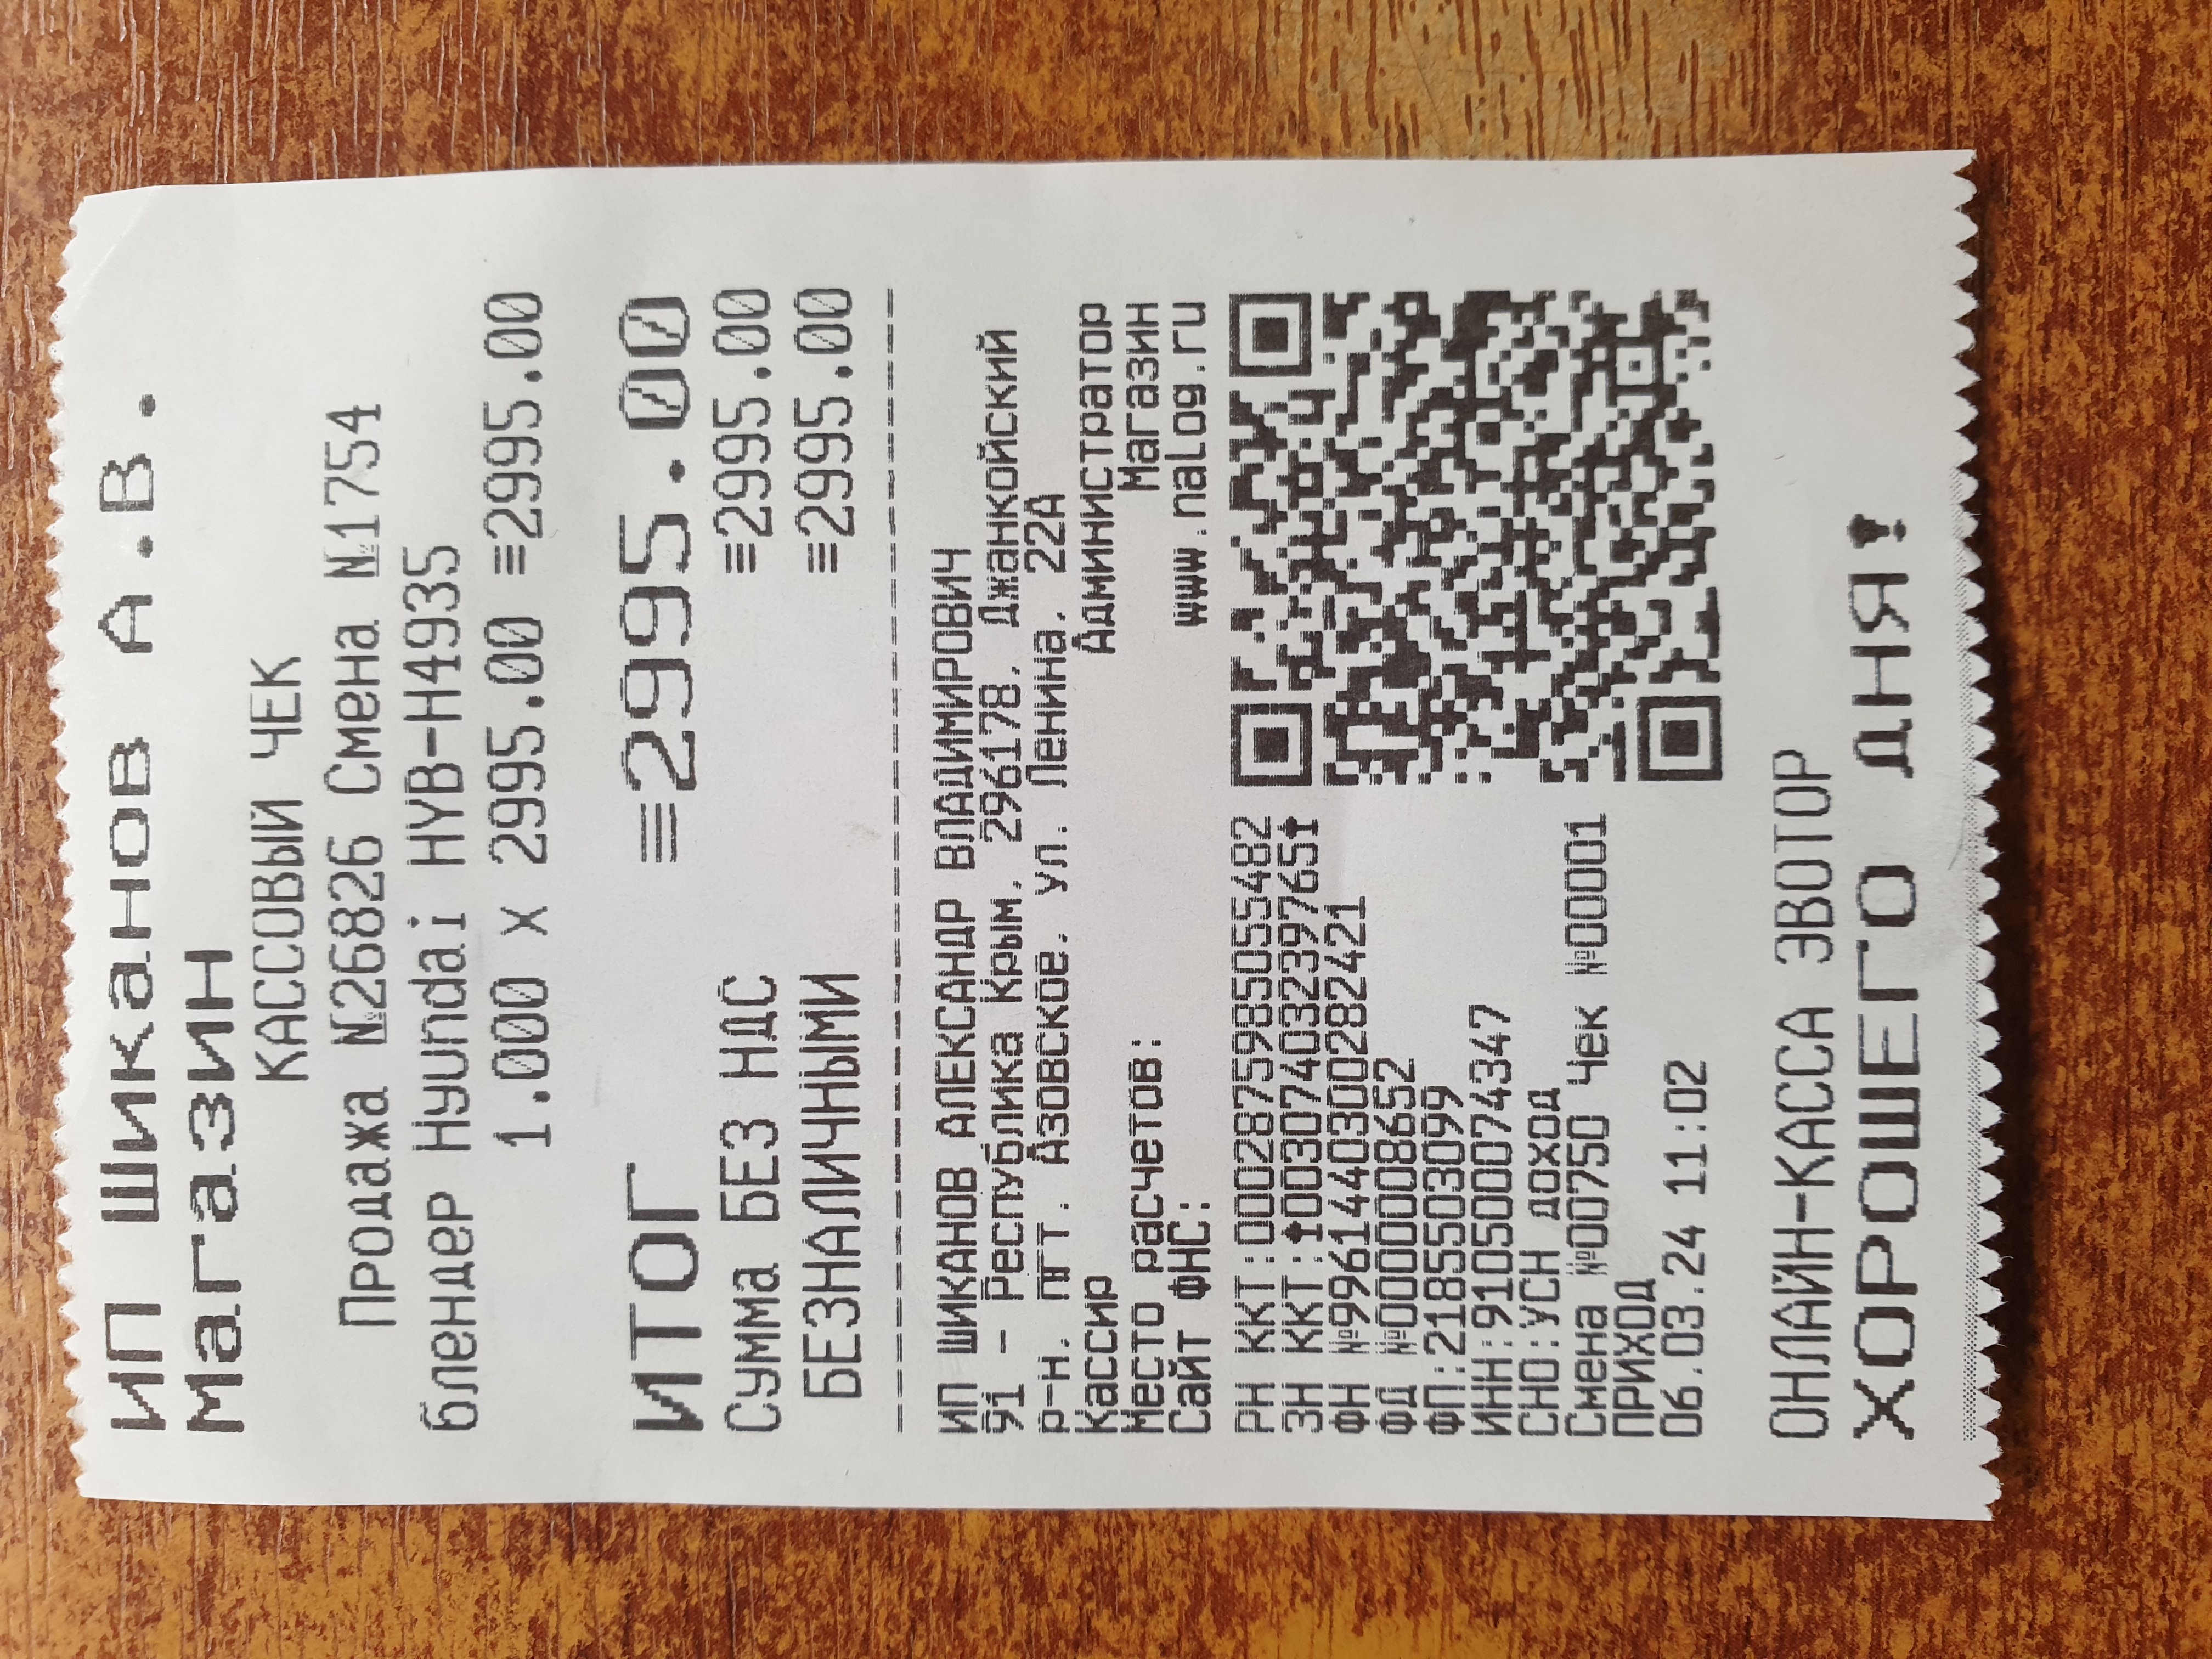 ИП Шиканов А.В.
Магазин
КАССОВЫЙ ЧЕК
Продажа №26826 Смена №1754
блендер Hyundai HYB-H4935
1.000 x 2995.00 ≡2995.00
ИТОГ ≡2995.00
Сумма БЕЗ НДС ≡2995.00
БЕЗНАЛИЧНЫМИ ≡2995.00
ИП ШИКАНОВ АЛЕКСАНДР ВЛАДИМИРОВИЧ
91 - Республика Крым, 296178, Джанкойский
р-н, пгт. Азовское, ул. Ленина, 22А
Кассир Администратор
Место расчетов: Магазин
Сайт ФНС: www.nalog.ru
РН ККТ:0002875985055482
ЗН ККТ:↑00307403239765↨
ФН №9961440300282421
ФД №0000008652
ФП:2185503099
ИНН:910500074347
СНО:УСН ДОХОД
Смена №00750 Чек №00001
ПРИХОД
06.03.24 11:02
ОНЛАЙН-КАССА ЭВОТОР
ХОРОШЕГО ДНЯ!